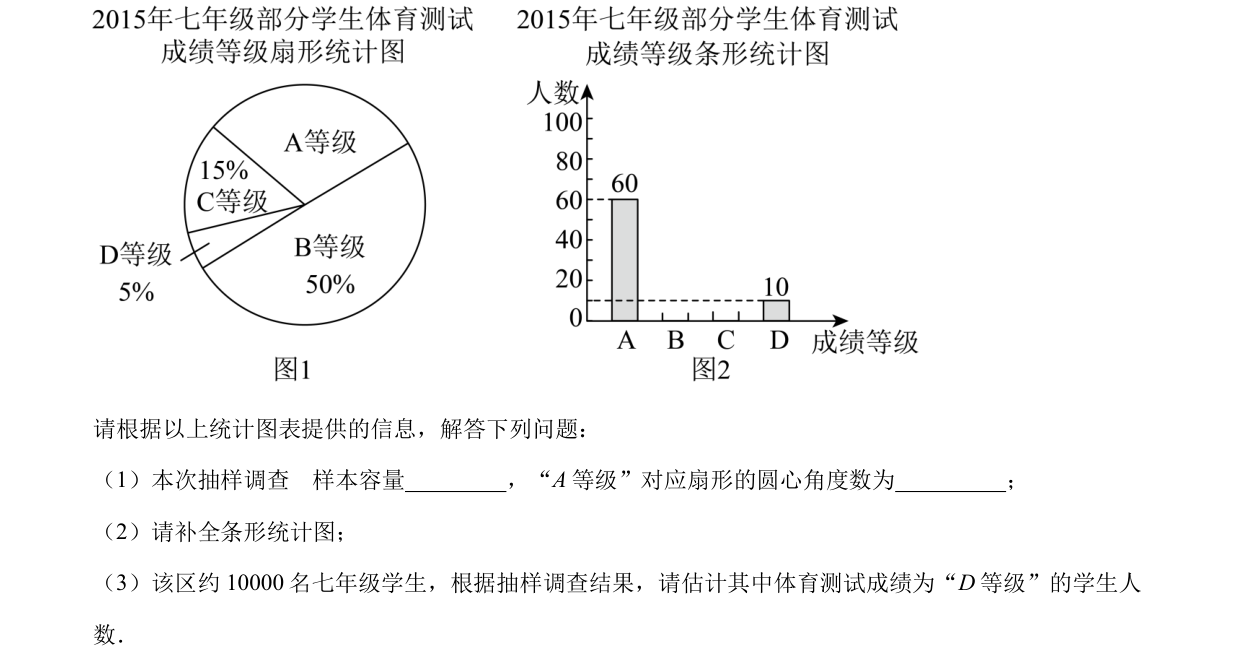 2015年七年级部分学生体育测试
成绩等级扇形统计图
A等级
15%
C等级
D等级
5%
B等级
50%
图1
2015年七年级部分学生体育测试
成绩等级条形统计图
人数
100
80
60
40
20
0
60
10
A B C D 成绩等级
图2
请根据以上统计图表提供的信息，解答下列问题：
（1）本次抽样调查 样本容量_________，“A 等级”对应扇形的圆心角度数为__________；
（2）请补全条形统计图；
（3）该区约 10000 名七年级学生，根据抽样调查结果，请估计其中体育测试成绩为“D 等级”的学生人
数．